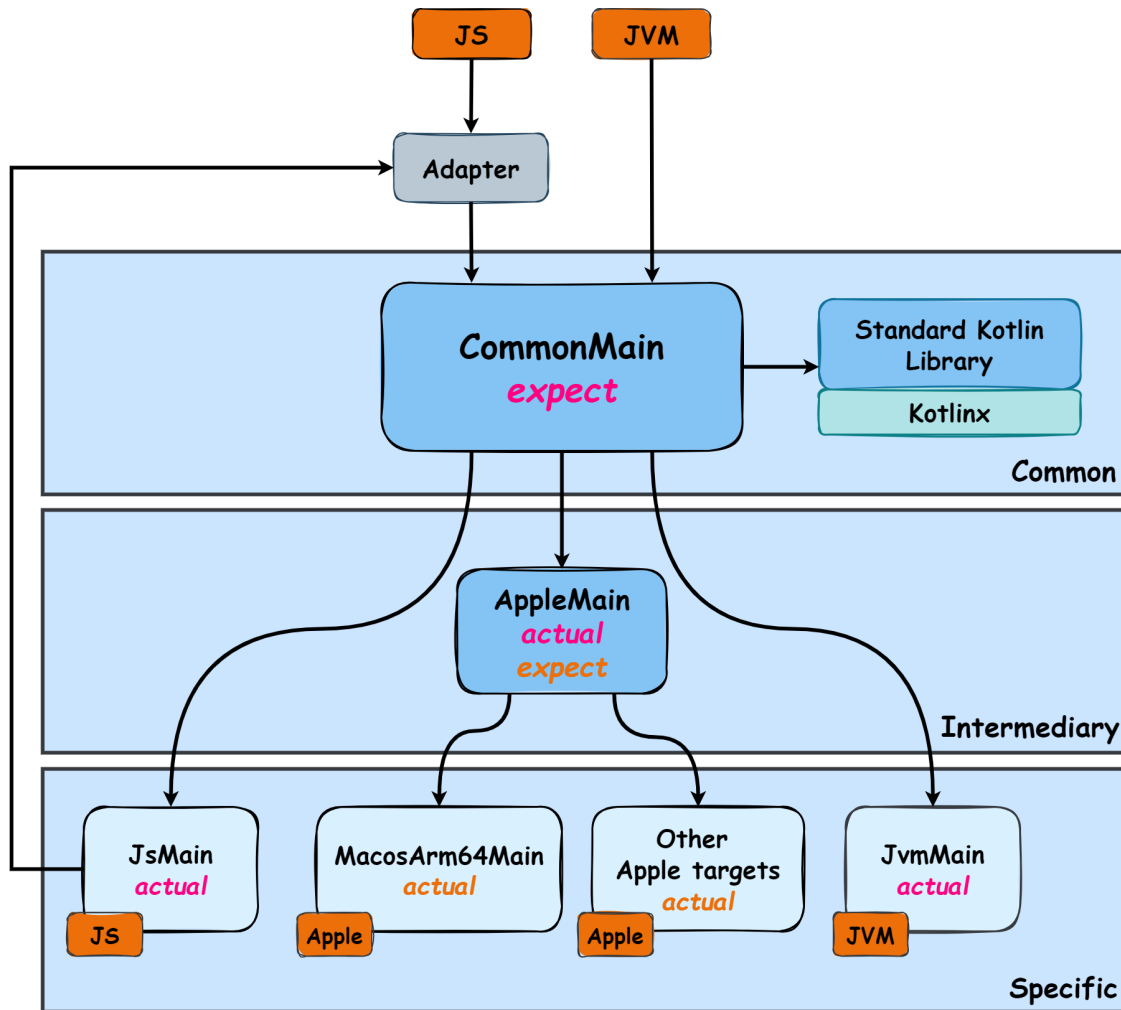 JS
JVM
Adapter
CommonMain
expect
Standard Kotlin
Library
Kotlinx
Common
AppleMain
actual
expect
Intermediary
JsMain
actual
JS
MacosArm64Main
actual
Apple
Other
Apple targets
actual
Apple
JvmMain
actual
JVM
Specific